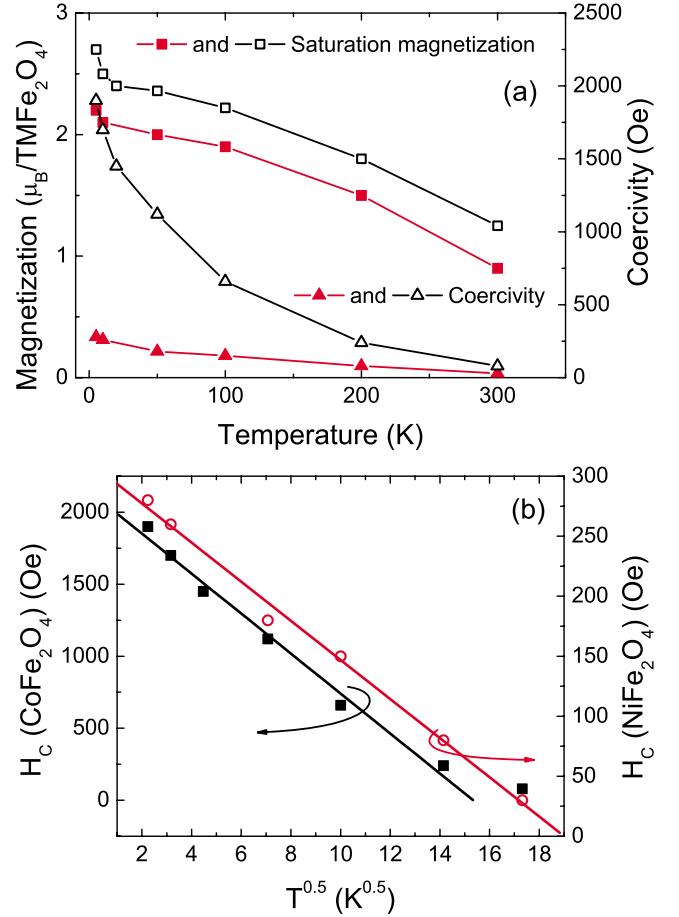 3
2
1
0
Magnetization (μB/TMFe2O4)
2500
2000
1500
1000
500
0
Coercivity (Oe)
and Saturation magnetization
(a)
and Coercivity
0 100 200 300
Temperature (K)
2000
1500
1000
500
0
HC (CoFe2O4) (Oe)
300
250
200
150
100
50
0
HC (NiFe2O4) (Oe)
(b)
2 4 6 8 10 12 14 16 18
T0.5 (K0.5)